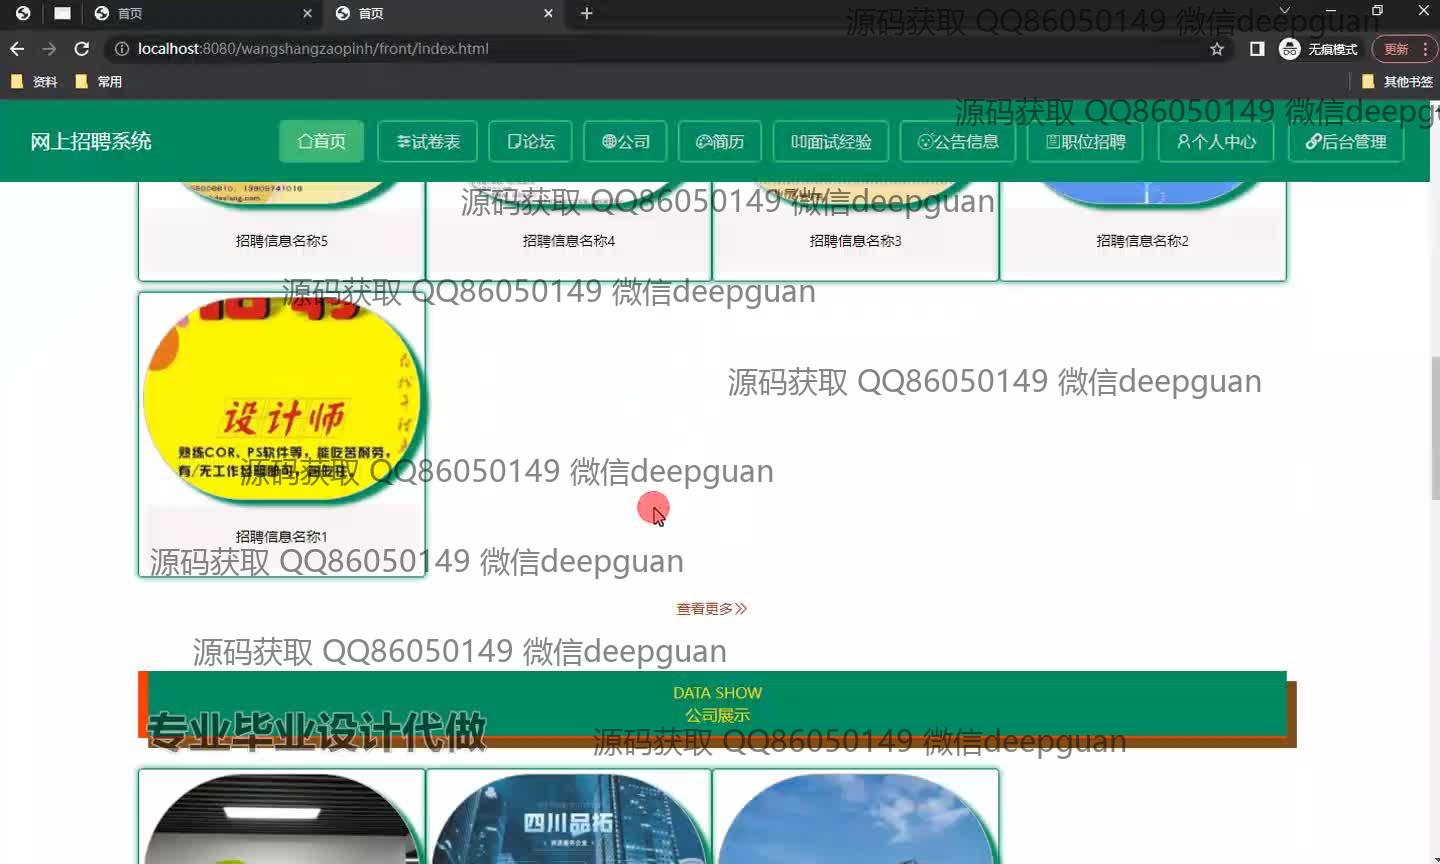 首页
首页
源码获取 QQ86050149 微信deepguan
localhost:8080/wangshangzaopinh/front/index.html
无痕模式
更新
资料
常用
其他书签
源码获取 QQ86050149 微信deepg
网上招聘系统
首页
试卷表
论坛
公司
简历
面试经验
公告信息
职位招聘
个人中心
后台管理
源码获取 QQ86050149 微信deepguan
招聘信息名称5
招聘信息名称4
招聘信息名称3
招聘信息名称2
源码获取 QQ86050149 微信deepguan
源码获取 QQ86050149 微信deepguan
设计师
熟练COR、PS软件等，能吃苦耐劳，
源码获取 QQ86050149 微信deepguan
招聘信息名称1
源码获取 QQ86050149 微信deepguan
查看更多
源码获取 QQ86050149 微信deepguan
DATA SHOW
公司展示
专业毕业设计代做
源码获取 QQ86050149 微信deepguan
四川品拓